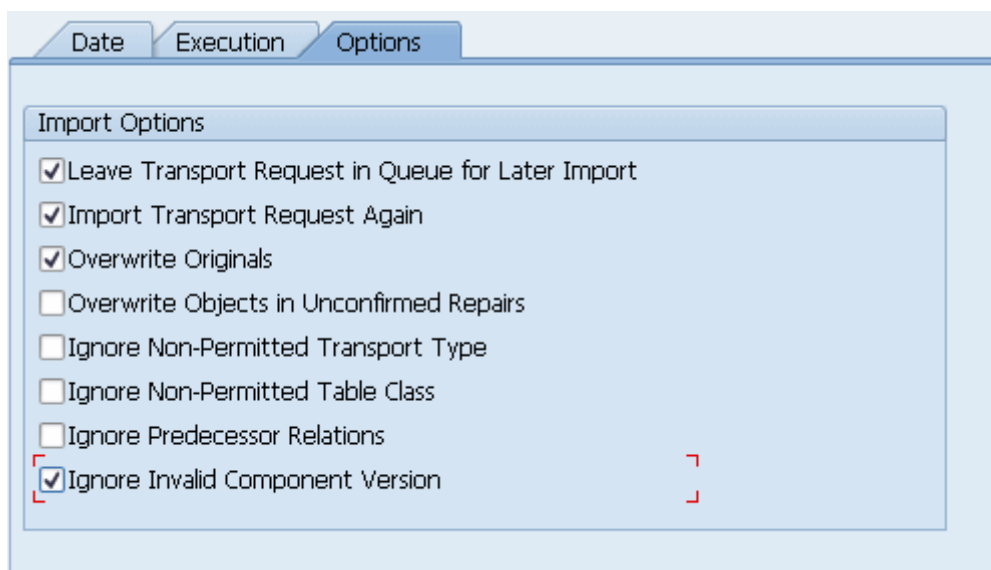 Date Execution Options
Import Options
Leave Transport Request in Queue for Later Import
Import Transport Request Again
Overwrite Originals
Overwrite Objects in Unconfirmed Repairs
Ignore Non-Permitted Transport Type
Ignore Non-Permitted Table Class
Ignore Predecessor Relations
Ignore Invalid Component Version